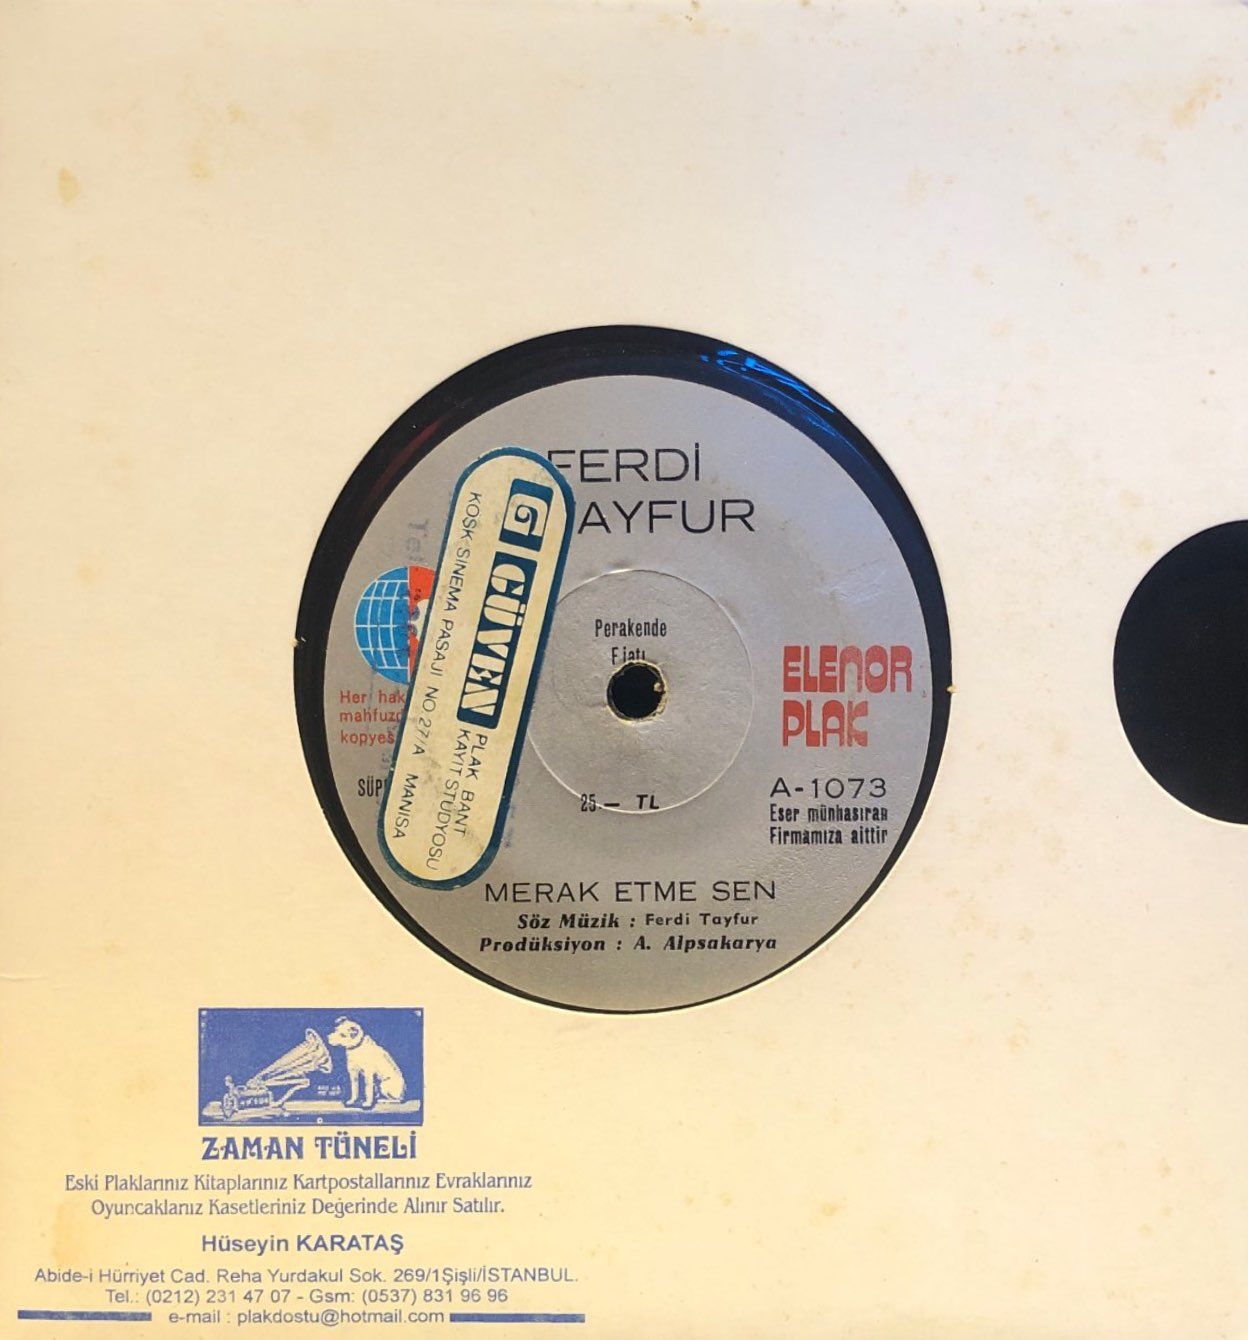 FERDİ
AYFUR
G GÜVEN
PLAK BANT
KAYIT STÜDYOSU
KÖŞK SİNEMA PASAJI NO.27/A MANİSA
Perakende
Fiatı
25.— TL
Her hak
mahfuzd
kopyes
SÜP
ELENOR
PLAK
A-1073
Eser münhasıran
Firmamıza aittir
MERAK ETME SEN
Söz Müzik : Ferdi Tayfur
Prodüksiyon : A. Alpsakarya
ZAMAN TÜNELİ
Eski Plaklarınız Kitaplarınız Kartpostallarınız Evraklarınız
Oyuncaklarız Kasetleriniz Değerinde Alınır Satılır.
Hüseyin KARATAŞ
Abide-i Hürriyet Cad. Reha Yurdakul Sok. 269/1Şişli/İSTANBUL.
Tel.: (0212) 231 47 07 - Gsm: (0537) 831 96 96
e-mail : plakdostu@hotmail.com